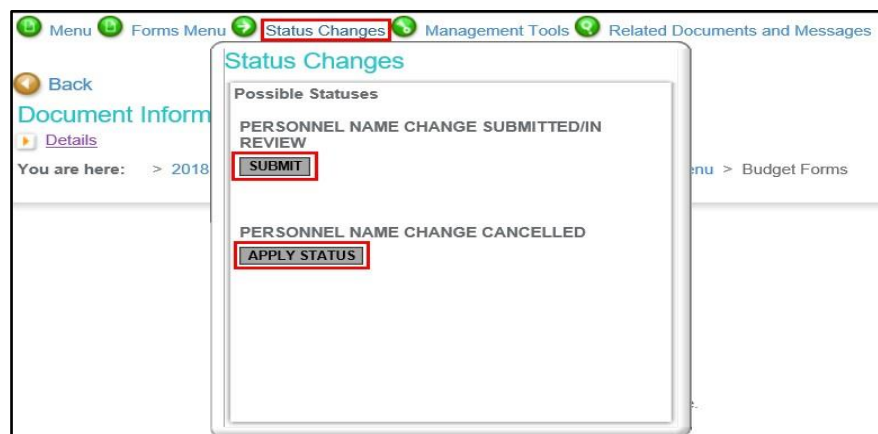 Menu Forms Menu Status Changes Management Tools Related Documents and Messages
Status Changes
Back
Possible Statuses
Document Inform
PERSONNEL NAME CHANGE SUBMITTED/IN
REVIEW
Details
SUBMIT
You are here: > 2018 nu > Budget Forms
PERSONNEL NAME CHANGE CANCELLED
APPLY STATUS